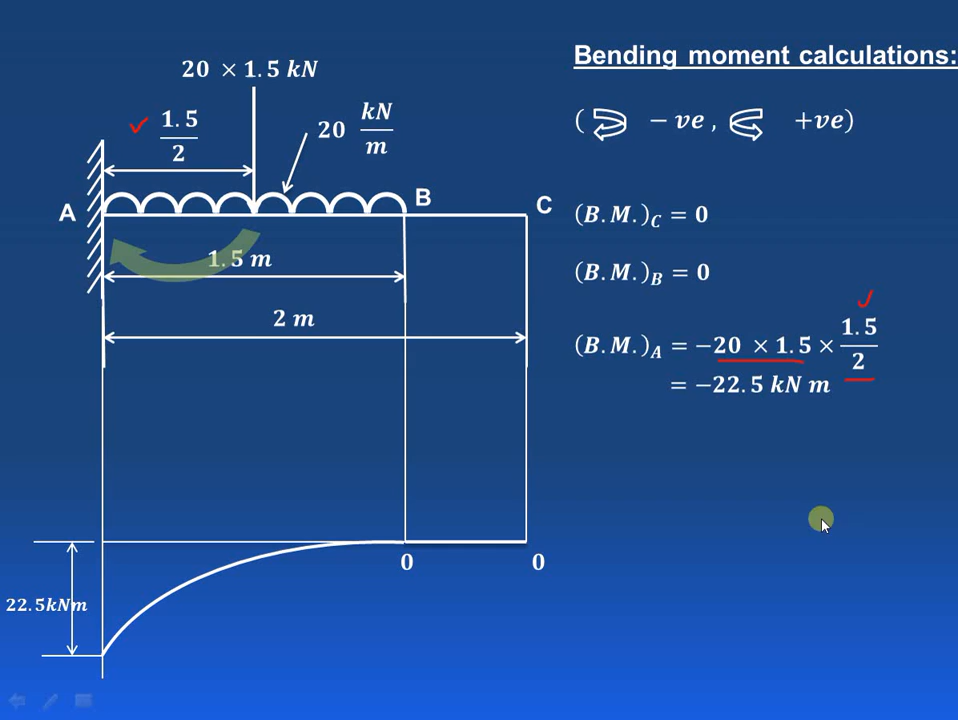 Bending moment calculations:
( − ve , +ve)
20 × 1.5 kN
1.5
2
20 kN
m
A
B
C
1.5 m
2 m
(B.M.)C = 0
(B.M.)B = 0
(B.M.)A = −20 × 1.5 × 1.5
2
= −22.5 kN m
0
0
22.5kNm